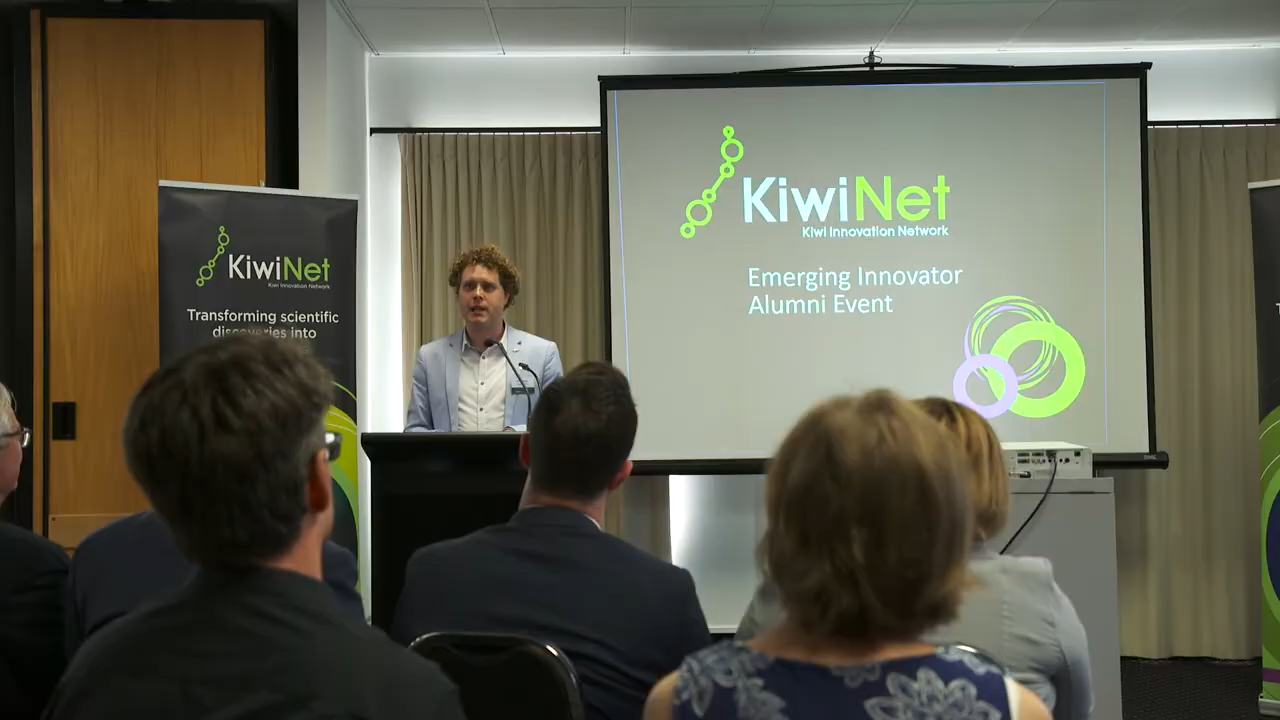 KiwiNet
Kiwi Innovation Network
Transforming scientific
discoveries into
KiwiNet
Kiwi Innovation Network
Emerging Innovator
Alumni Event